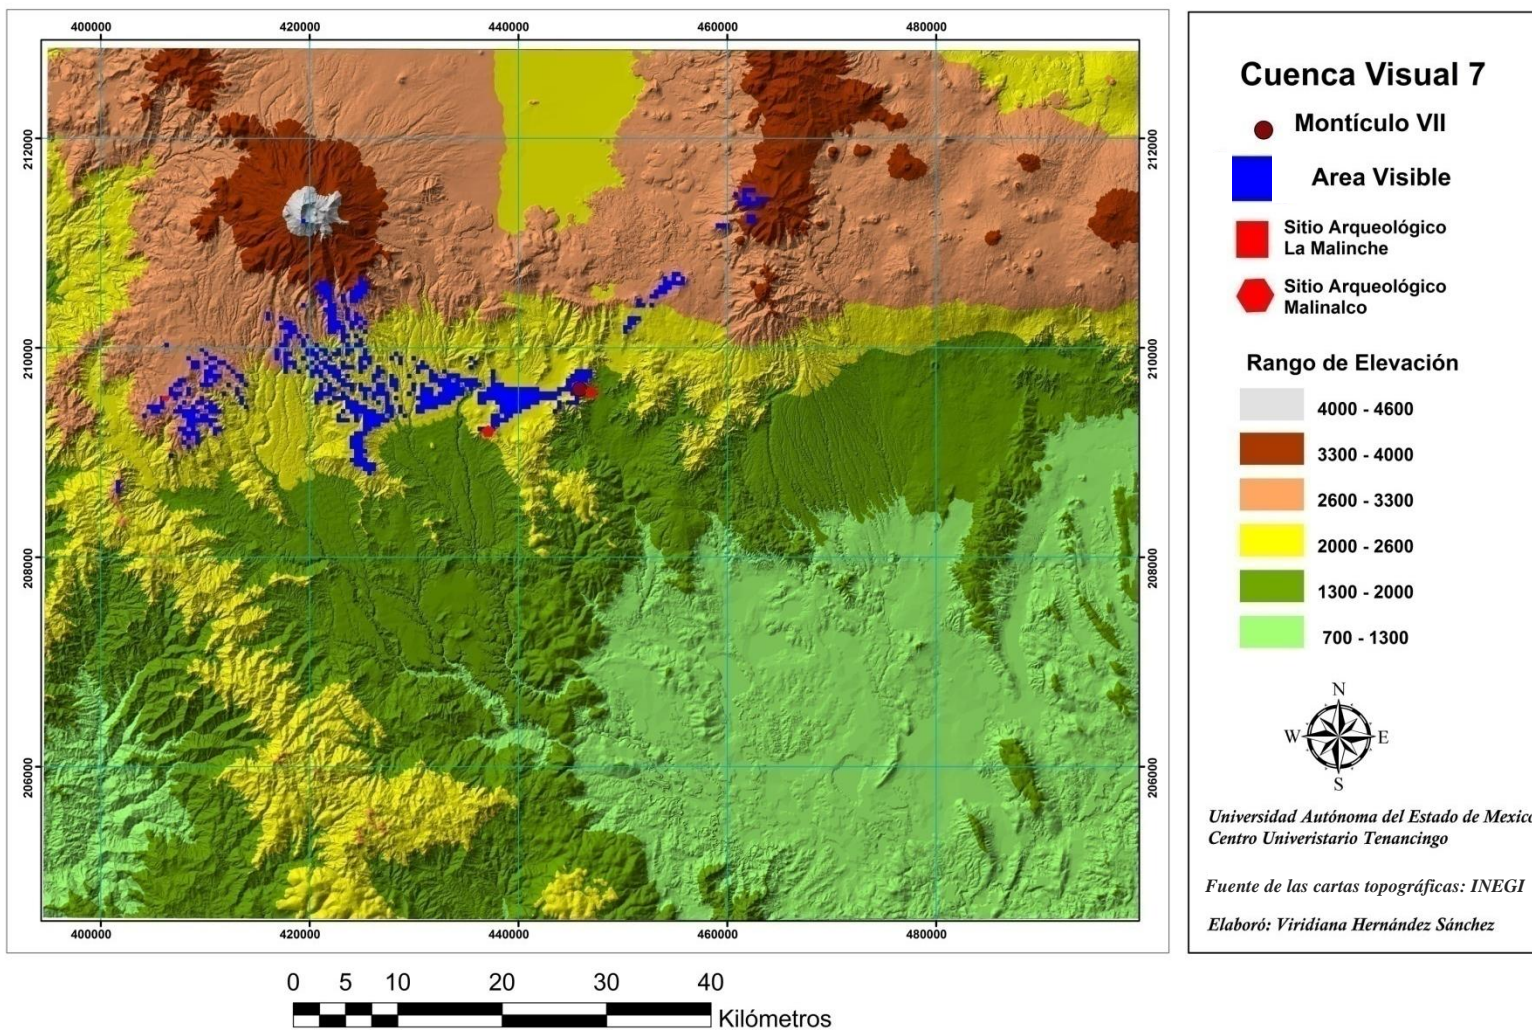 400000 420000 440000 460000 480000
212000 212000
210000 210000
208000 208000
206000 206000
400000 420000 440000 460000 480000
0 5 10 20 30 40
Kilómetros
Cuenca Visual 7
Montículo VII
Area Visible
Sitio Arqueológico
La Malinche
Sitio Arqueológico
Malinalco
Rango de Elevación
4000 - 4600
3300 - 4000
2600 - 3300
2000 - 2600
1300 - 2000
700 - 1300
N
W E
S
Universidad Autónoma del Estado de Mexico
Centro Univeristario Tenancingo
Fuente de las cartas topográficas: INEGI
Elaboró: Viridiana Hernández Sánchez